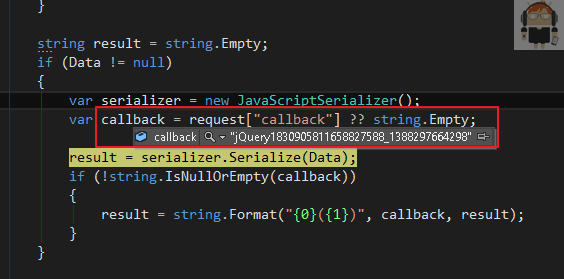 }
string result = string.Empty;
if (Data != null)
{
var serializer = new JavaScriptSerializer();
var callback = request["callback"] ?? string.Empty;
callback "jQuery1830905811658827588_1388297664298"
result = serializer.Serialize(Data);
if (!string.IsNullOrEmpty(callback))
{
result = string.Format("{0}({1})", callback, result);
}
}